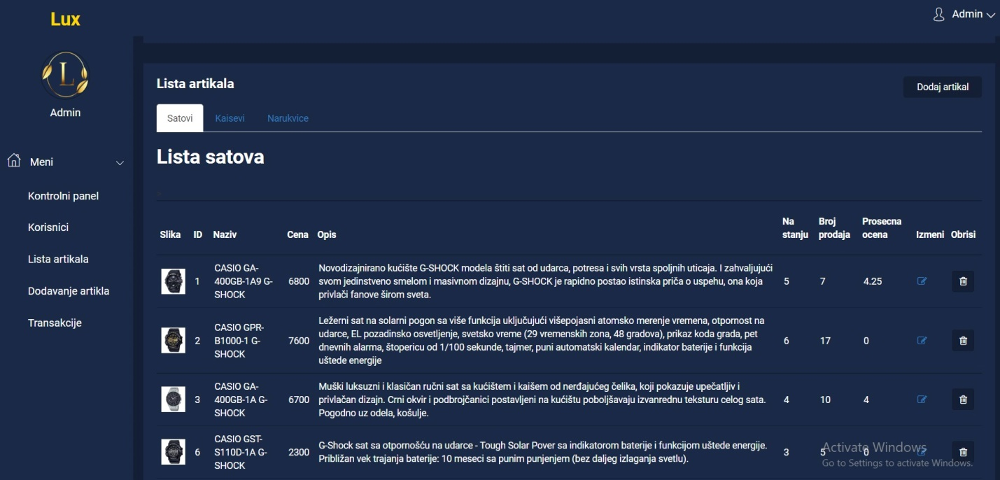 Lux
Admin
L
Admin
Meni
Kontrolni panel
Korisnici
Lista artikala
Dodavanje artikla
Transakcije
Lista artikala
Dodaj artikal
Satovi Kaisevi Narukvice
Lista satova
>
Slika ID Naziv Cena Opis Na stanju Broj prodaja Prosecna ocena Izmeni Obrisi
1
CASIO GA-
400GB-1A9 G-
SHOCK
6800
Novodizajnirano kućište G-SHOCK modela štiti sat od udarca, potresa i svih vrsta spoljnih uticaja. I zahvaljujući
svom jedinstveno smelom i masivnom dizajnu, G-SHOCK je rapidno postao istinska priča o uspehu, ona koja
privlači fanove širom sveta.
5 7 4.25
2
CASIO GPR-
B1000-1 G-
SHOCK
7600
Ležerni sat na solarni pogon sa više funkcija uključujući višepojasni atomsko merenje vremena, otpornost na
udarce, EL pozadinsko osvetljenje, svetsko vreme (29 vremenskih zona, 48 gradova), prikaz koda grada, pet
dnevnih alarma, štopericu od 1/100 sekunde, tajmer, puni automatski kalendar, indikator baterije i funkcija
uštede energije
6 17 0
3
CASIO GA-
400GB-1A G-
SHOCK
6700
Muški luksuzni i klasičan ručni sat sa kućištem i kaišem od nerđajućeg čelika, koji pokazuje upečatljiv i
privlačan dizajn. Crni okvir i podbrojčanici postavljeni na kućištu poboljšavaju izvanrednu teksturu celog sata.
Pogodno uz odela, košulje.
4 10 4
6
CASIO GST-
S110D-1A G-
SHOCK
2300
G-Shock sat sa otpornošću na udarce - Tough Solar Pover sa indikatorom baterije i funkcijom uštede energije.
Približan vek trajanja baterije: 10 meseci sa punim punjenjem (bez daljeg izlaganja svetlu).
3 5 0
Activate Windows
Go to Settings to activate Windows.